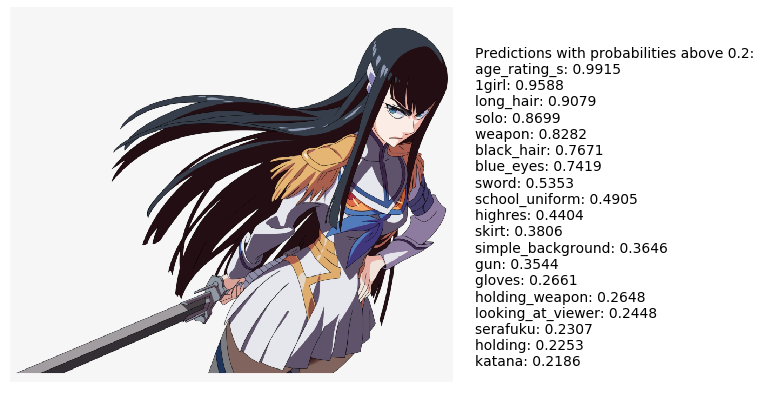 Predictions with probabilities above 0.2:
age_rating_s: 0.9915
1girl: 0.9588
long_hair: 0.9079
solo: 0.8699
weapon: 0.8282
black_hair: 0.7671
blue_eyes: 0.7419
sword: 0.5353
school_uniform: 0.4905
highres: 0.4404
skirt: 0.3806
simple_background: 0.3646
gun: 0.3544
gloves: 0.2661
holding_weapon: 0.2648
looking_at_viewer: 0.2448
serafuku: 0.2307
holding: 0.2253
katana: 0.2186